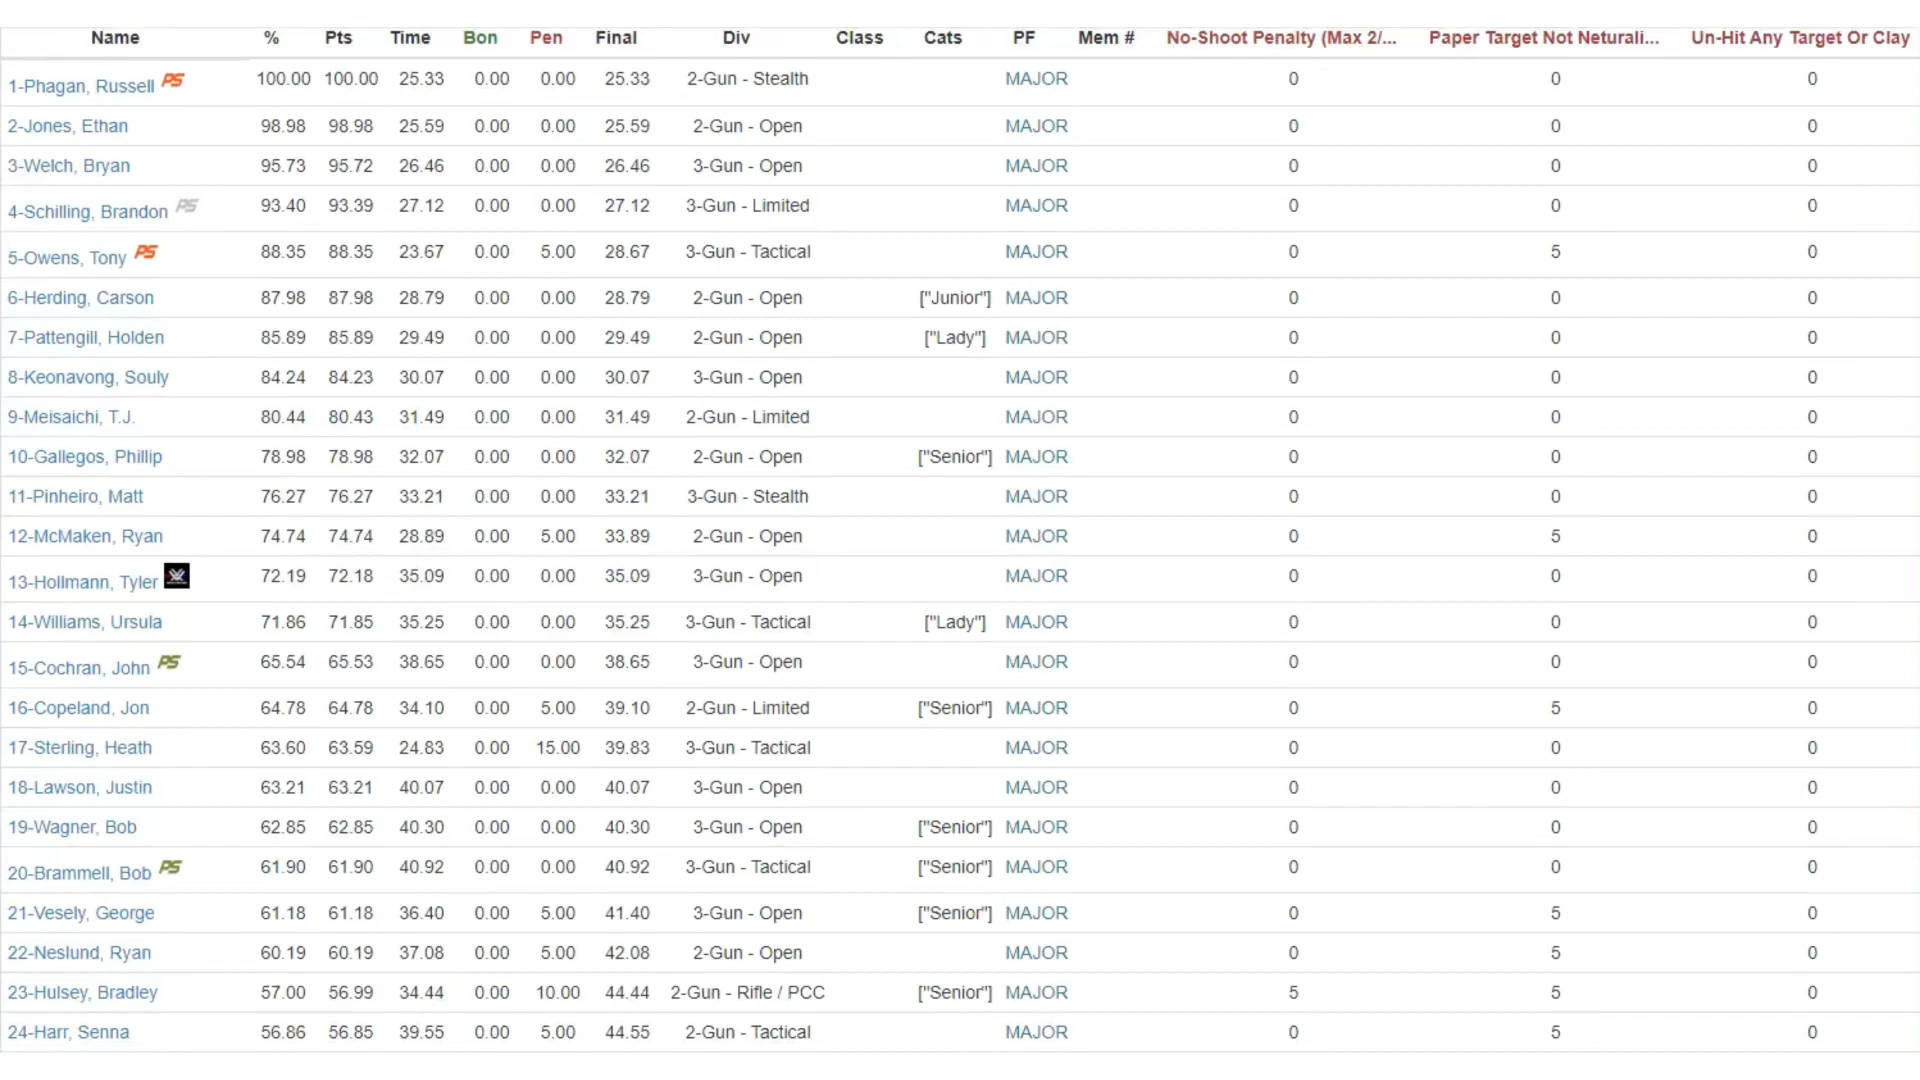 Name % Pts Time Bon Pen Final Div Class Cats PF Mem # No-Shoot Penalty (Max 2/... Paper Target Not Neturali... Un-Hit Any Target Or Clay
1-Phagan, Russell PS 100.00 100.00 25.33 0.00 0.00 25.33 2-Gun - Stealth MAJOR 0 0 0
2-Jones, Ethan 98.98 98.98 25.59 0.00 0.00 25.59 2-Gun - Open MAJOR 0 0 0
3-Welch, Bryan 95.73 95.72 26.46 0.00 0.00 26.46 3-Gun - Open MAJOR 0 0 0
4-Schilling, Brandon PS 93.40 93.39 27.12 0.00 0.00 27.12 3-Gun - Limited MAJOR 0 0 0
5-Owens, Tony PS 88.35 88.35 23.67 0.00 5.00 28.67 3-Gun - Tactical MAJOR 0 5 0
6-Herding, Carson 87.98 87.98 28.79 0.00 0.00 28.79 2-Gun - Open ["Junior"] MAJOR 0 0 0
7-Pattengill, Holden 85.89 85.89 29.49 0.00 0.00 29.49 2-Gun - Open ["Lady"] MAJOR 0 0 0
8-Keonavong, Souly 84.24 84.23 30.07 0.00 0.00 30.07 3-Gun - Open MAJOR 0 0 0
9-Meisaichi, T.J. 80.44 80.43 31.49 0.00 0.00 31.49 2-Gun - Limited MAJOR 0 0 0
10-Gallegos, Phillip 78.98 78.98 32.07 0.00 0.00 32.07 2-Gun - Open ["Senior"] MAJOR 0 0 0
11-Pinheiro, Matt 76.27 76.27 33.21 0.00 0.00 33.21 3-Gun - Stealth MAJOR 0 0 0
12-McMaken, Ryan 74.74 74.74 28.89 0.00 5.00 33.89 2-Gun - Open MAJOR 0 5 0
13-Hollmann, Tyler 72.19 72.18 35.09 0.00 0.00 35.09 3-Gun - Open MAJOR 0 0 0
14-Williams, Ursula 71.86 71.85 35.25 0.00 0.00 35.25 3-Gun - Tactical ["Lady"] MAJOR 0 0 0
15-Cochran, John PS 65.54 65.53 38.65 0.00 0.00 38.65 3-Gun - Open MAJOR 0 0 0
16-Copeland, Jon 64.78 64.78 34.10 0.00 5.00 39.10 2-Gun - Limited ["Senior"] MAJOR 0 5 0
17-Sterling, Heath 63.60 63.59 24.83 0.00 15.00 39.83 3-Gun - Tactical MAJOR 0 0 0
18-Lawson, Justin 63.21 63.21 40.07 0.00 0.00 40.07 3-Gun - Open MAJOR 0 0 0
19-Wagner, Bob 62.85 62.85 40.30 0.00 0.00 40.30 3-Gun - Open ["Senior"] MAJOR 0 0 0
20-Brammell, Bob PS 61.90 61.90 40.92 0.00 0.00 40.92 3-Gun - Tactical ["Senior"] MAJOR 0 0 0
21-Vesely, George 61.18 61.18 36.40 0.00 5.00 41.40 3-Gun - Open ["Senior"] MAJOR 0 5 0
22-Neslund, Ryan 60.19 60.19 37.08 0.00 5.00 42.08 2-Gun - Open MAJOR 0 5 0
23-Hulsey, Bradley 57.00 56.99 34.44 0.00 10.00 44.44 2-Gun - Rifle / PCC ["Senior"] MAJOR 5 5 0
24-Harr, Senna 56.86 56.85 39.55 0.00 5.00 44.55 2-Gun - Tactical MAJOR 0 5 0